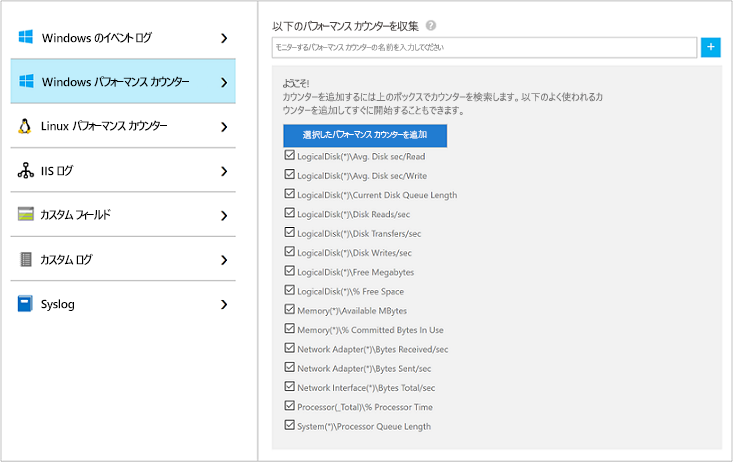 Windows のイベントログ
Windows パフォーマンス カウンター
Linux パフォーマンス カウンター
IIS ログ
カスタム フィールド
カスタム ログ
Syslog
以下のパフォーマンス カウンターを収集
モニターするパフォーマンス カウンターの名前を入力してください
ようこそ!
カウンターを追加するには上のボックスでカウンターを検索します。以下のよく使われるカ
ウンターを追加してすぐに開始することもできます。
選択したパフォーマンス カウンターを追加
LogicalDisk(*)\Avg. Disk sec/Read
LogicalDisk(*)\Avg. Disk sec/Write
LogicalDisk(*)\Current Disk Queue Length
LogicalDisk(*)\Disk Reads/sec
LogicalDisk(*)\Disk Transfers/sec
LogicalDisk(*)\Disk Writes/sec
LogicalDisk(*)\Free Megabytes
LogicalDisk(*)\% Free Space
Memory(*)\Available MBytes
Memory(*)\% Committed Bytes In Use
Network Adapter(*)\Bytes Received/sec
Network Adapter(*)\Bytes Sent/sec
Network Interface(*)\Bytes Total/sec
Processor(_Total)\% Processor Time
System(*)\Processor Queue Length